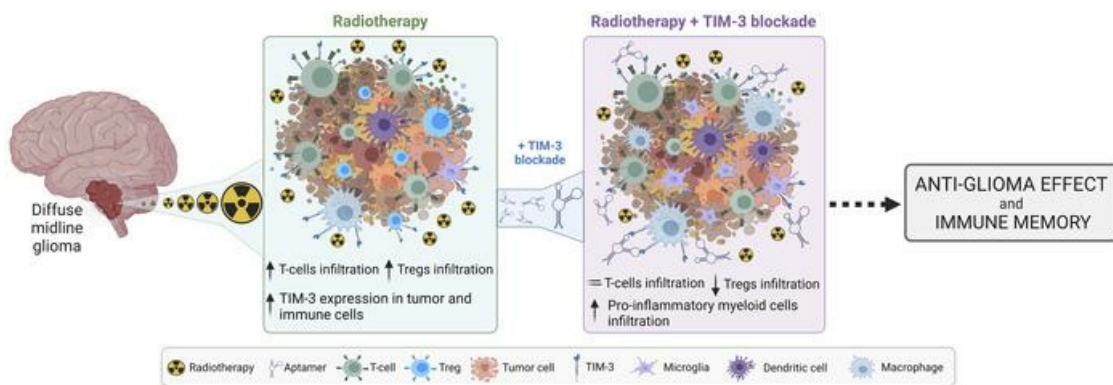 Radiotherapy
Radiotherapy + TIM-3 blockade
Diffuse
midline
glioma
+ TIM-3
blockade
↑ T-cells infiltration ↑ Tregs infiltration
↑ TIM-3 expression in tumor and
immune cells
= T-cells infiltration ↓ Tregs infiltration
↑ Pro-inflammatory myeloid cells
infiltration
ANTI-GLIOMA EFFECT
and
IMMUNE MEMORY
Radiotherapy Aptamer T-cell Treg Tumor cell TIM-3 Microglia Dendritic cell Macrophage